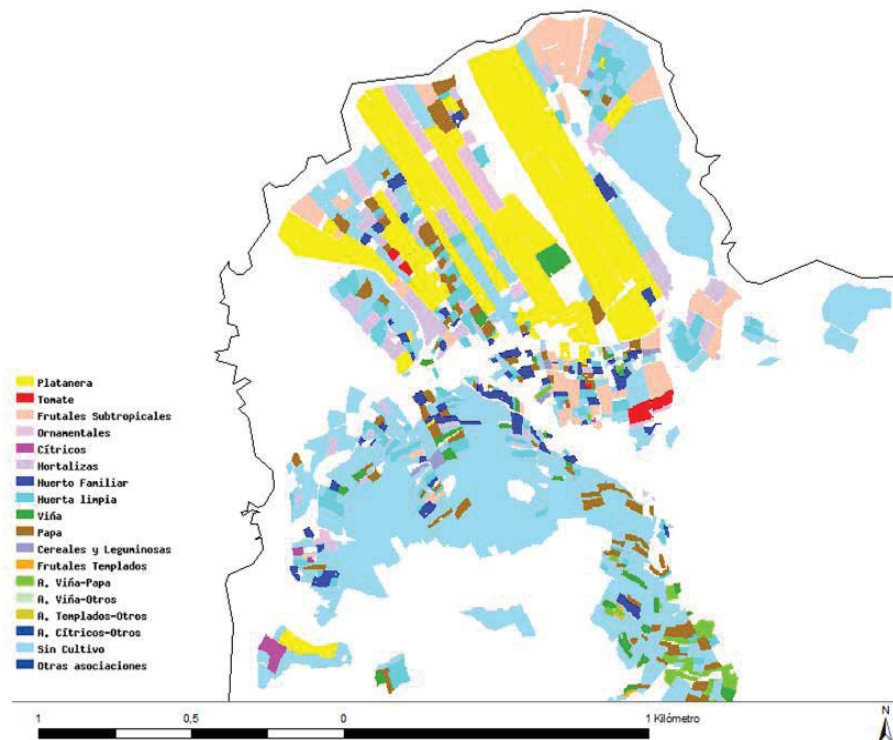 Platanera
Tomate
Frutales Subtropicales
Ornamentales
Cítricos
Hortalizas
Huerto Familiar
Huerta limpia
Viña
Papa
Cereales y Leguminosas
Frutales Templados
A. Viña-Papa
A. Viña-Otros
A. Templados-Otros
A. Cítricos-Otros
Sin Cultivo
Otras asociaciones
1 0,5 0 1 Kilómetro N